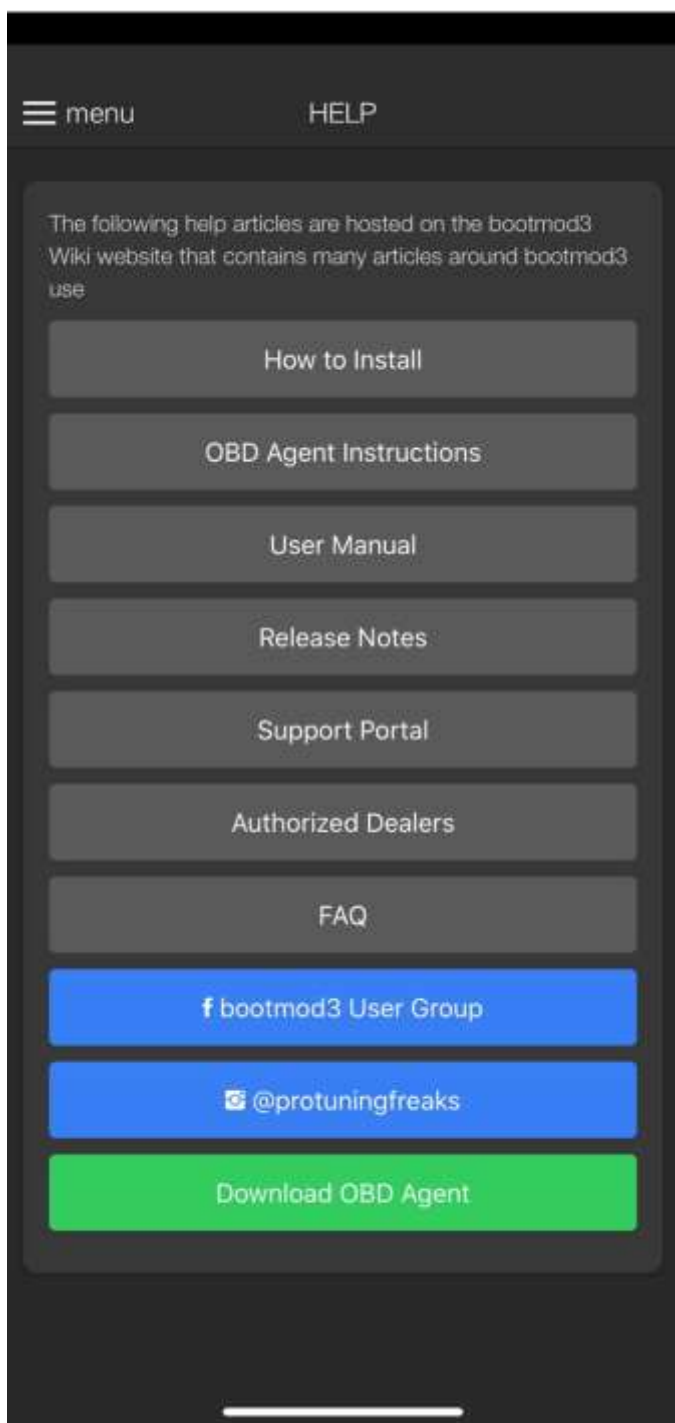 menu
HELP
The following help articles are hosted on the bootmod3
Wiki website that contains many articles around bootmod3
use
How to Install
OBD Agent Instructions
User Manual
Release Notes
Support Portal
Authorized Dealers
FAQ
f bootmod3 User Group
@protuningfreaks
Download OBD Agent